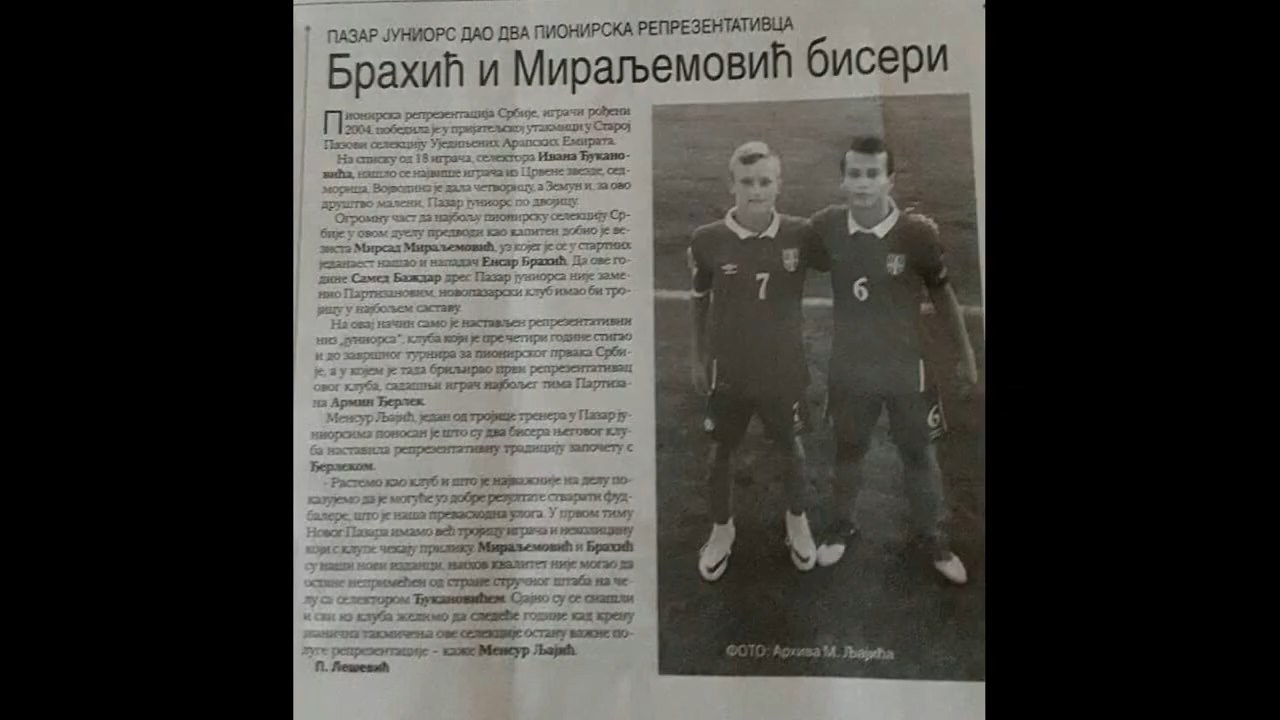 ПАЗАР ЈУНИОРС ДАО ДВА ПИОНИРСКА РЕПРЕЗЕНТАТИВЦА
Брахић и Мираљемовић бисери
Пионирска репрезентација Србије, играчи рођени
2004, победила је у пријатељској утакмици у Старој
Пазови селекцију Уједињених Арапских Емирата.
На списку од 18 играча, селектора Ивана Ђукано-
вића, нашло се највише играча из Црвене звезде, сед-
морица, Војводина је дала четворицу, а Земун и, за ово
друштво малени, Пазар јуниорс по двојицу.
Огромну част да најбољу пионирску селекцију Ср-
бије у овом дуелу предводи као капитен добио је ве-
зиста Мирсад Мираљемовић, уз којег је се у стартних
једанаест нашао и нападач Енсар Брахић. Да ове го-
дине Самед Баждар дрес Пазар јуниорса није заме-
нио Партизановим, новопазарски клуб имао би тро-
јицу у најбољем саставу.
На овај начин само је настављен репрезентативни
низ „јуниорса“, клуба који је пре четири године стигао
и до завршног турнира за пионирског првака Срби-
је, а у којем је тада бриљирао први репрезентативац
овог клуба, садашњи играч најбољег тима Партиза-
на Армин Ђерлек.
Менсур Љајић, један од тројице тренера у Пазар ју-
ниорсима поносан је што су два бисера његовог клу-
ба наставила репрезентативну традицију започету с
Ђерлеком.
- Растемо као клуб и што је најважније на делу по-
казујемо да је могуће уз добре резултате стварати фуд-
балере, што је наша превасходна улога. У првом тиму
Новог Пазара имамо већ тројицу играча и неколицину
који с клупе чекају прилику. Мираљемовић и Брахић
су наши нови изданци, њихов квалитет није могао да
остане непримећен од стране стручног штаба на че-
лу са селектором Ђукановићем. Сјајно су се снашли
и сви из клуба желимо да следеће године кад крену
званична такмичења ове селекције остану важне по-
луге репрезентације – каже Менсур Љајић.
П. Лешевић
7
6
6
ФОТО: Архива М. Љајића